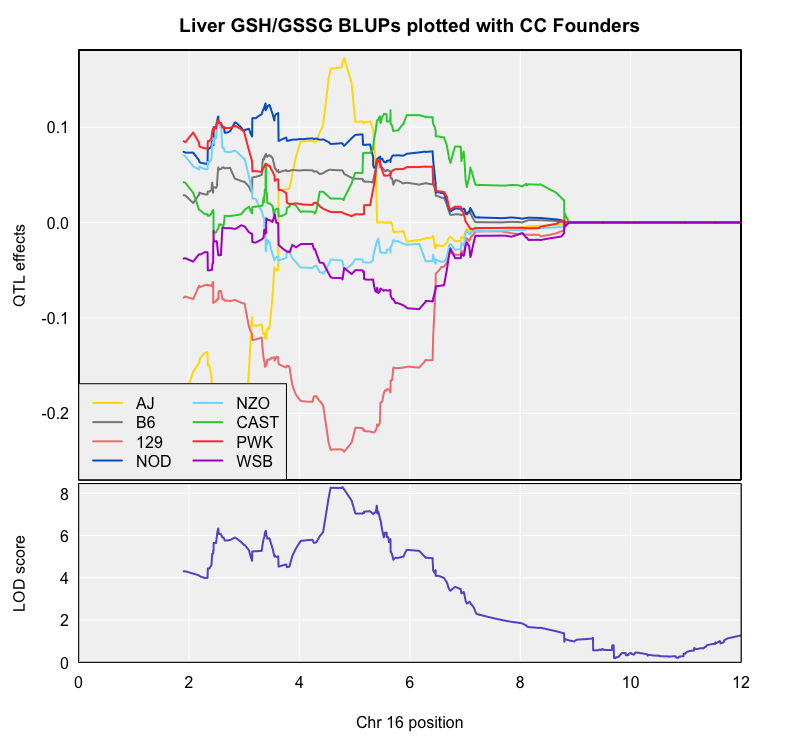 Liver GSH/GSSG BLUPs plotted with CC Founders
QTL effects
0.1
0.0
-0.1
-0.2
AJ NZO
B6 CAST
129 PWK
NOD WSB
LOD score
8
6
4
2
0
0 2 4 6 8 10 12
Chr 16 position